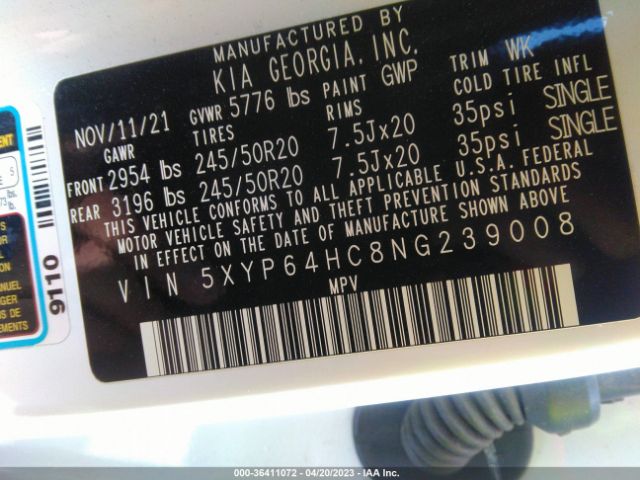 MANUFACTURED BY
KIA GEORGIA, INC.
NOV/11/21 GVWR 5776 lbs PAINT GWP TRIM WK
GAWR TIRES RIMS COLD TIRE INFL
FRONT 2954 lbs 245/50R20 7.5Jx20 35psi SINGLE
REAR 3196 lbs 245/50R20 7.5Jx20 35psi SINGLE
THIS VEHICLE CONFORMS TO ALL APPLICABLE U.S.A. FEDERAL
MOTOR VEHICLE SAFETY AND THEFT PREVENTION STANDARDS
IN EFFECT ON THE DATE OF MANUFACTURE SHOWN ABOVE
VIN 5XYP64HC8NG239008
MPV
9110
000-36411072 - 04/20/2023 - IAA Inc.